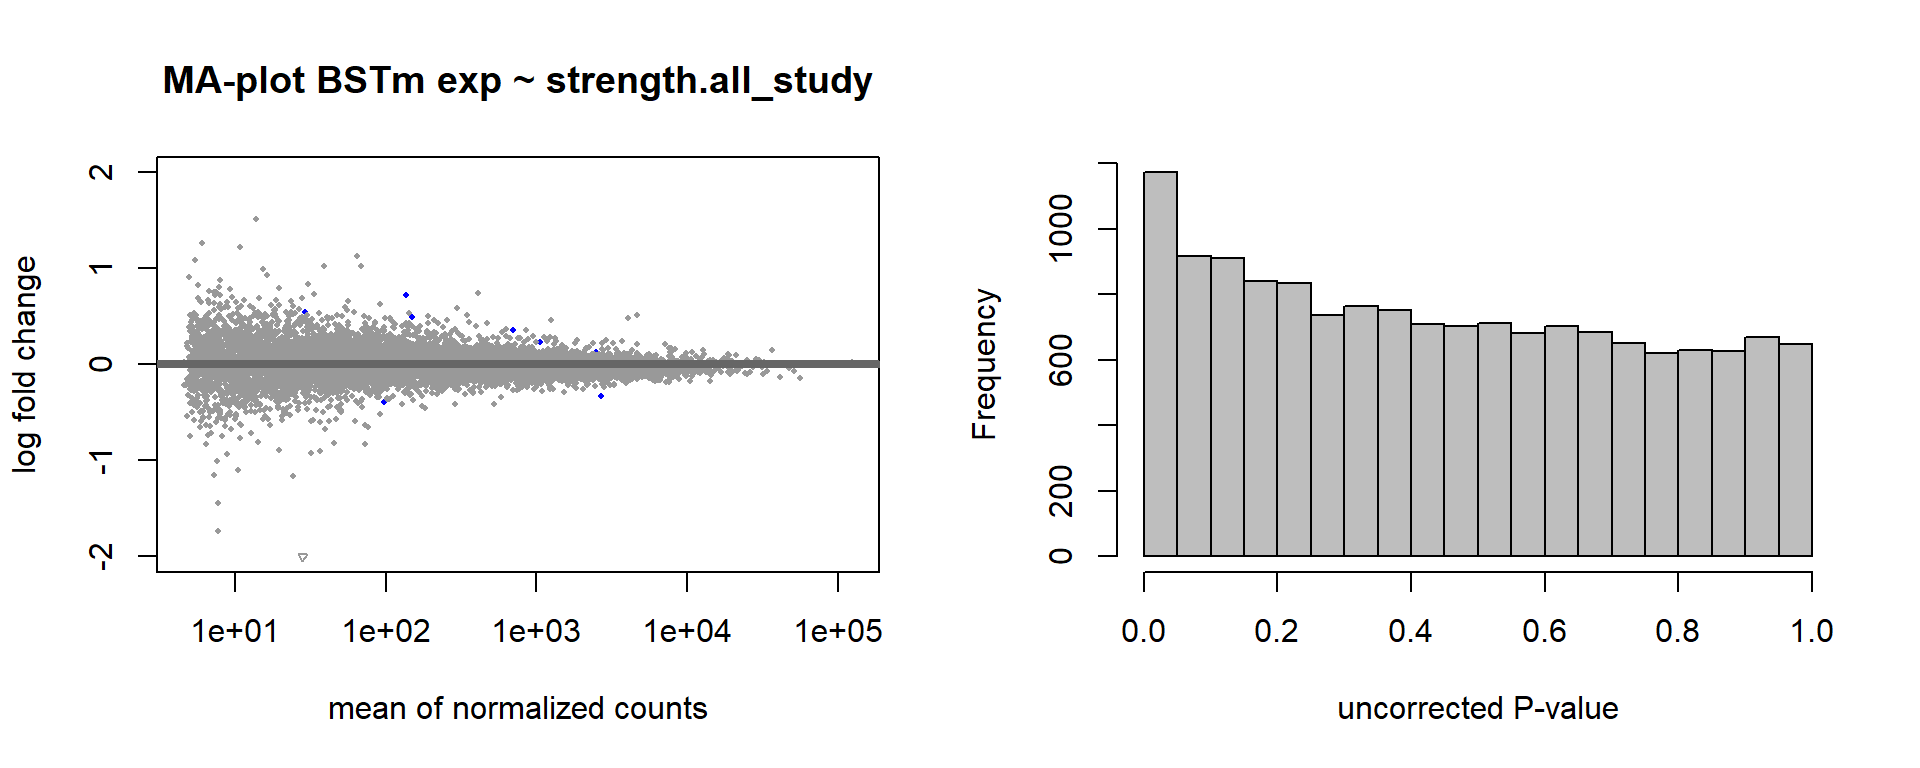 MA-plot BSTm exp ~ strength.all_study
log fold change
2
1
0
-1
-2
1e+01 1e+02 1e+03 1e+04 1e+05
mean of normalized counts
Frequency
1000
600
200
0
0.0 0.2 0.4 0.6 0.8 1.0
uncorrected P-value